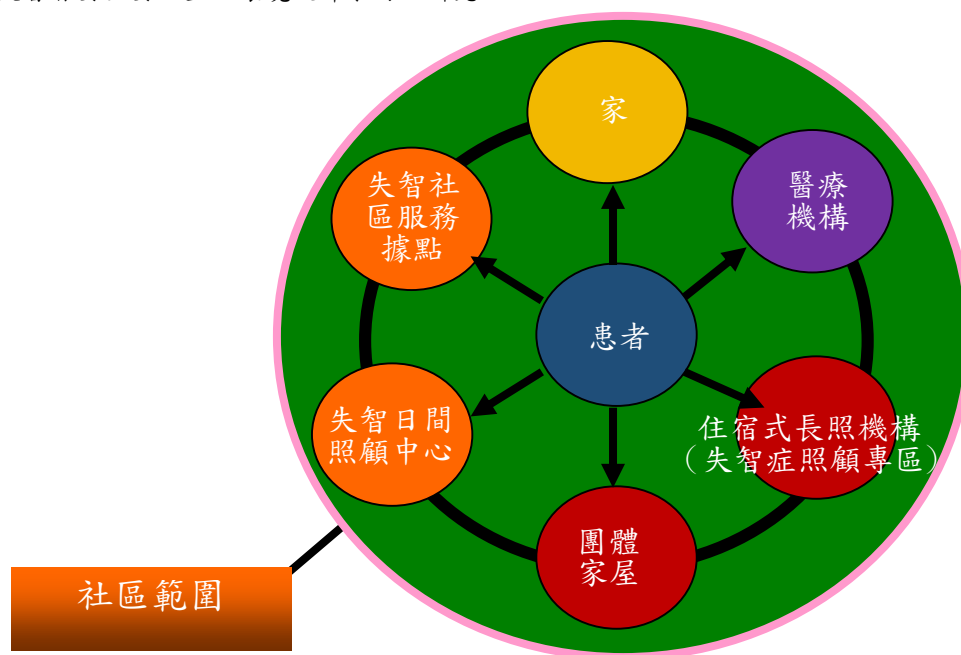 家
醫療
機構
失智社
區服務
據點
患者
失智日間
照顧中心
住宿式長照機構
（失智症照顧專區）
團體
家屋
社區範圍